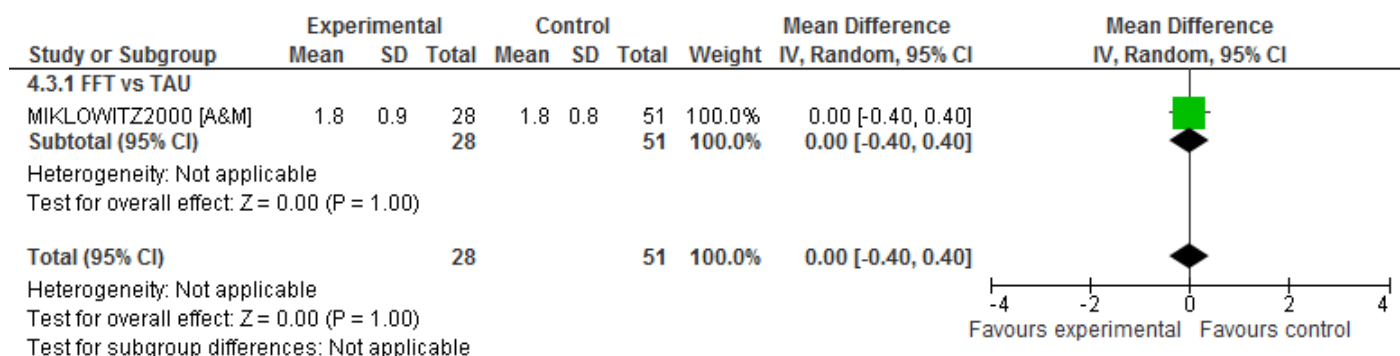 Experimental Control Mean Difference Mean Difference
Study or Subgroup Mean SD Total Mean SD Total Weight IV, Random, 95% CI IV, Random, 95% CI
4.3.1 FFT vs TAU
MIKLOWITZ2000 [A&M] 1.8 0.9 28 1.8 0.8 51 100.0% 0.00 [-0.40, 0.40]
Subtotal (95% CI) 28 51 100.0% 0.00 [-0.40, 0.40]
Heterogeneity: Not applicable
Test for overall effect: Z = 0.00 (P = 1.00)
Total (95% CI) 28 51 100.0% 0.00 [-0.40, 0.40]
Heterogeneity: Not applicable
Test for overall effect: Z = 0.00 (P = 1.00)
Test for subgroup differences: Not applicable
-4 -2 0 2 4
Favours experimental Favours control